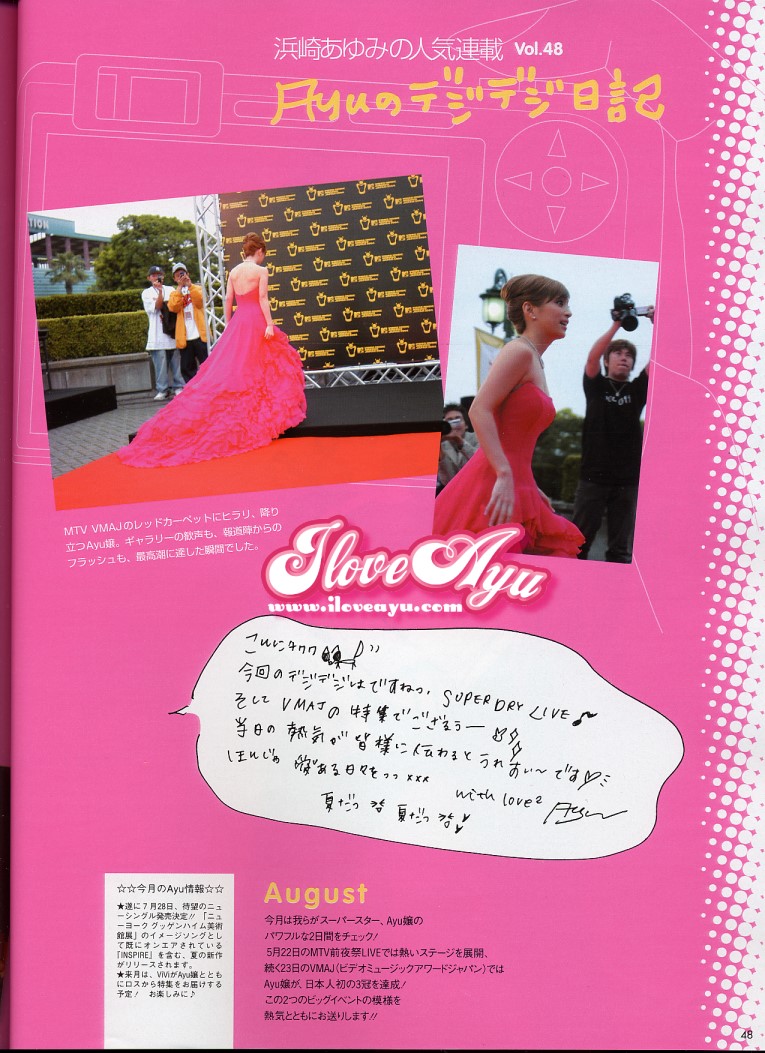 浜崎あゆみの人気連載 Vol.48
Ayuのデジデジ日記
MTV VMAJのレッドカーペットにヒラリ、降り
立つAyu嬢。ギャラリーの歓声も、報道陣からの
フラッシュも、最高潮に達した瞬間でした。
I love Ayu
www.iloveayu.com
こんにチワワ
今回のデジデジはですねっ、SUPER DRY LIVE
そして VMAJの特集でござるぅー
当日の熱気が皆様に伝わるとうれすぃ〜です
ほんじゃ 愛ある日々をっっ×××
夏だっ 夏だっ
with love² Ayu
☆☆今月のAyu情報☆☆
★遂に7月28日、待望のニュ
ーシングル発売決定!! 「ニュ
ーヨーク グッゲンハイム美術
館展」のイメージソングとし
て既にオンエアされている
「INSPIRE」を含む、夏の新作
がリリースされます。
★来月は、ViViがAyu嬢ととも
にロスから特集をお届けする
予定! お楽しみに♪
August
今月は我らがスーパースター、Ayu嬢の
パワフルな2日間をチェック!
5月22日のMTV前夜祭LIVEでは熱いステージを展開、
続く23日のVMAJ(ビデオミュージックアワードジャパン)では
Ayu嬢が、日本人初の3冠を達成!
この2つのビッグイベントの模様を
熱気とともにお送りします!!
48